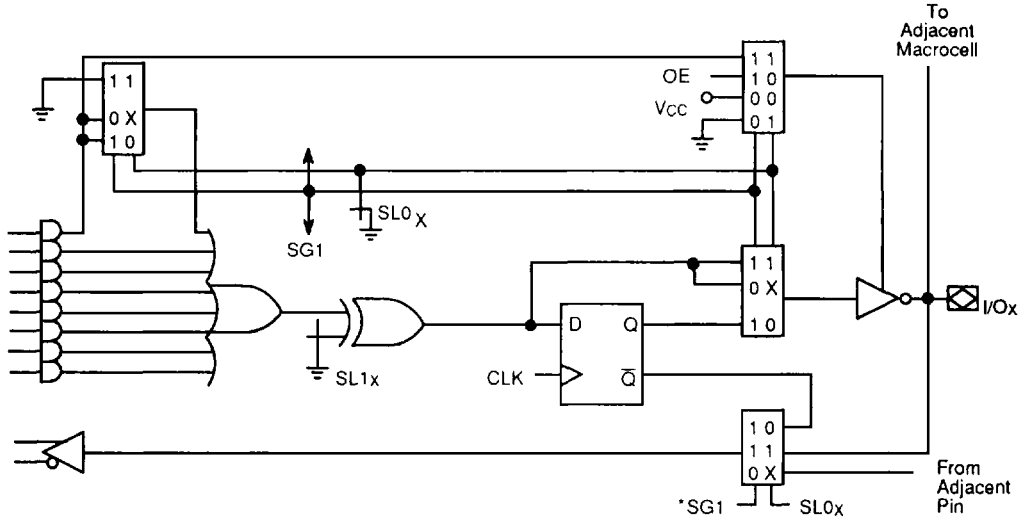 To
Adjacent
Macrocell
1 1
0 X
1 0
OE
VCC
1 1
1 0
0 0
0 1
SG1
SL0X
SL1X
D Q
CLK Q̅
1 1
0 X
1 0
I/OX
1 0
1 1
0 X
*SG1 SL0X
From
Adjacent
Pin